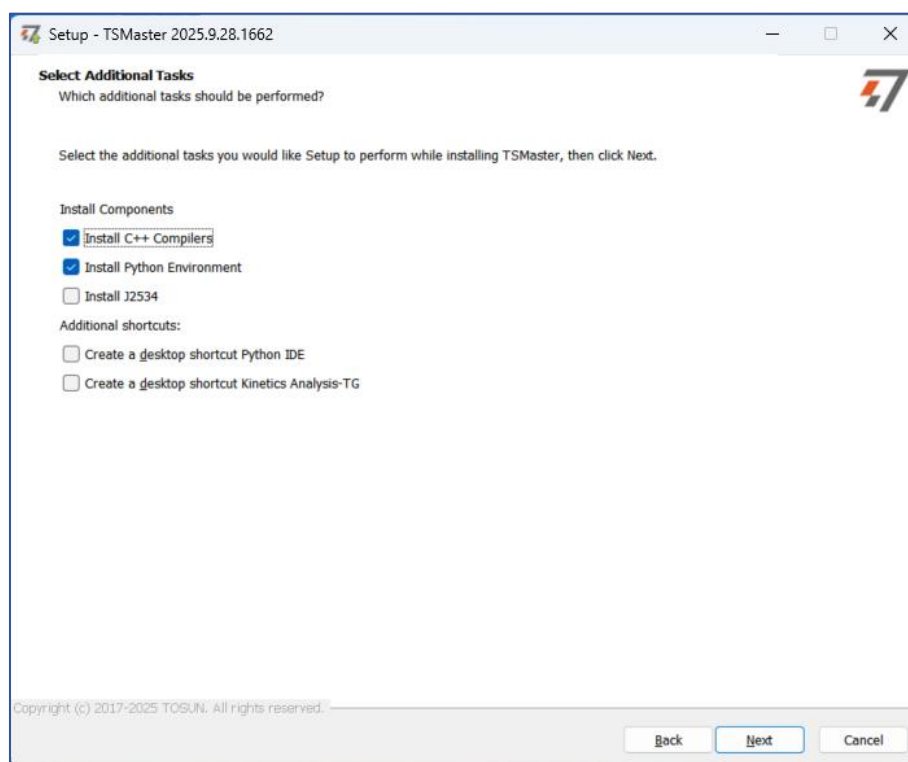 Setup - TSMaster 2025.9.28.1662
Select Additional Tasks
Which additional tasks should be performed?
Select the additional tasks you would like Setup to perform while installing TSMaster, then click Next.
Install Components
Install C++ Compilers
Install Python Environment
Install J2534
Additional shortcuts:
Create a desktop shortcut Python IDE
Create a desktop shortcut Kinetics Analysis-TG
Copyright (c) 2017-2025 TOSUN. All rights reserved.
Back Next Cancel